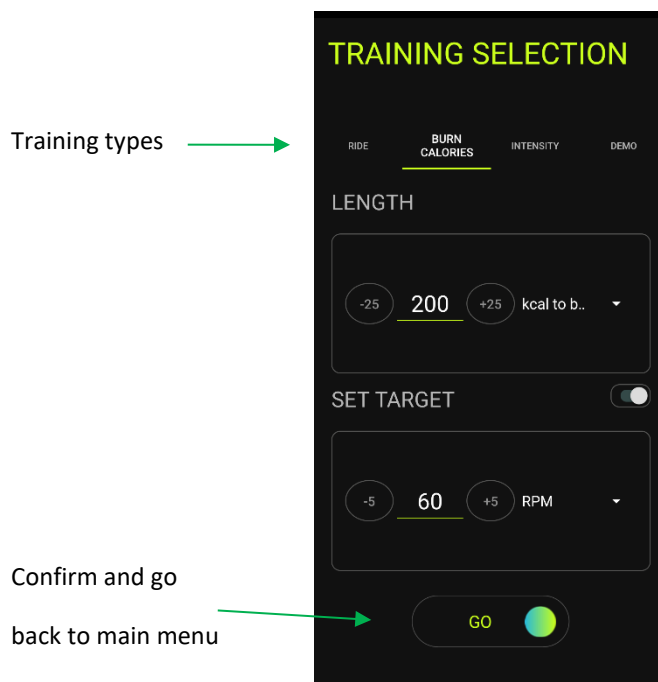 TRAINING SELECTION
Training types
RIDE
BURN
CALORIES
INTENSITY
DEMO
LENGTH
-25 200 +25 kcal to b..
SET TARGET
-5 60 +5 RPM
Confirm and go
back to main menu
GO